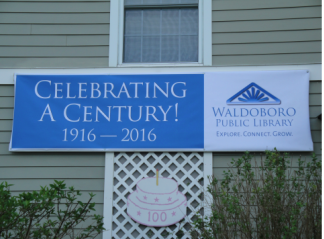 CELEBRATING
A CENTURY!
1916 — 2016
WALDOBORO
PUBLIC LIBRARY
EXPLORE. CONNECT. GROW.
100